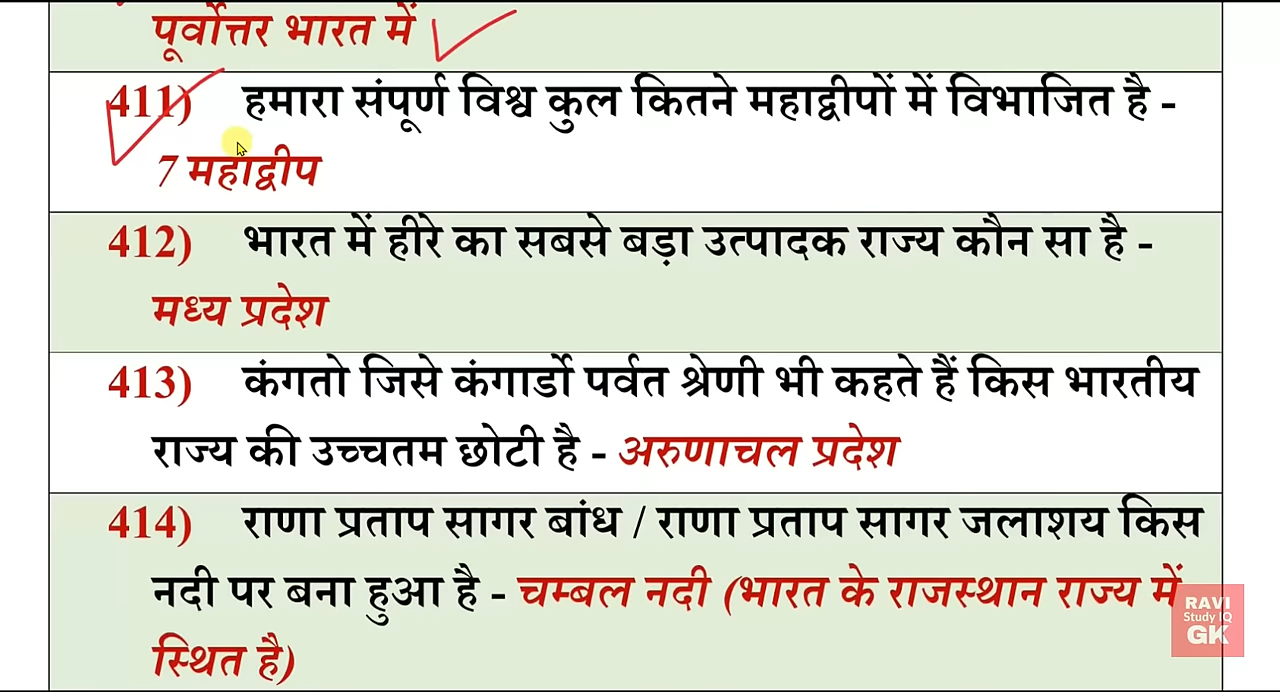 पूर्वोत्तर भारत में
411) हमारा संपूर्ण विश्व कुल कितने महाद्वीपों में विभाजित है -
7 महाद्वीप
412) भारत में हीरे का सबसे बड़ा उत्पादक राज्य कौन सा है -
मध्य प्रदेश
413) कंगतो जिसे कंगार्डो पर्वत श्रेणी भी कहते हैं किस भारतीय
राज्य की उच्चतम छोटी है - अरुणाचल प्रदेश
414) राणा प्रताप सागर बांध / राणा प्रताप सागर जलाशय किस
नदी पर बना हुआ है - चम्बल नदी (भारत के राजस्थान राज्य में
स्थित है)
RAVI
Study IQ
GK